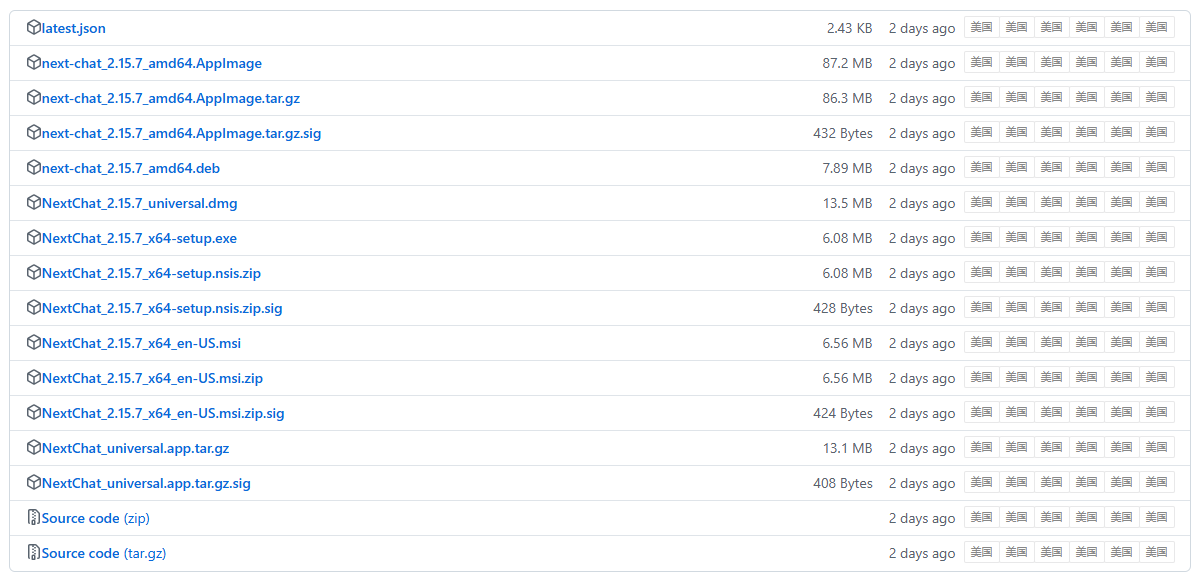 latest.json 2.43 KB 2 days ago 美国 美国 美国 美国 美国 美国
next-chat_2.15.7_amd64.AppImage 87.2 MB 2 days ago 美国 美国 美国 美国 美国 美国
next-chat_2.15.7_amd64.AppImage.tar.gz 86.3 MB 2 days ago 美国 美国 美国 美国 美国 美国
next-chat_2.15.7_amd64.AppImage.tar.gz.sig 432 Bytes 2 days ago 美国 美国 美国 美国 美国 美国
next-chat_2.15.7_amd64.deb 7.89 MB 2 days ago 美国 美国 美国 美国 美国 美国
NextChat_2.15.7_universal.dmg 13.5 MB 2 days ago 美国 美国 美国 美国 美国 美国
NextChat_2.15.7_x64-setup.exe 6.08 MB 2 days ago 美国 美国 美国 美国 美国 美国
NextChat_2.15.7_x64-setup.nsis.zip 6.08 MB 2 days ago 美国 美国 美国 美国 美国 美国
NextChat_2.15.7_x64-setup.nsis.zip.sig 428 Bytes 2 days ago 美国 美国 美国 美国 美国 美国
NextChat_2.15.7_x64_en-US.msi 6.56 MB 2 days ago 美国 美国 美国 美国 美国 美国
NextChat_2.15.7_x64_en-US.msi.zip 6.56 MB 2 days ago 美国 美国 美国 美国 美国 美国
NextChat_2.15.7_x64_en-US.msi.zip.sig 424 Bytes 2 days ago 美国 美国 美国 美国 美国 美国
NextChat_universal.app.tar.gz 13.1 MB 2 days ago 美国 美国 美国 美国 美国 美国
NextChat_universal.app.tar.gz.sig 408 Bytes 2 days ago 美国 美国 美国 美国 美国 美国
Source code (zip) 2 days ago 美国 美国 美国 美国 美国 美国
Source code (tar.gz) 2 days ago 美国 美国 美国 美国 美国 美国